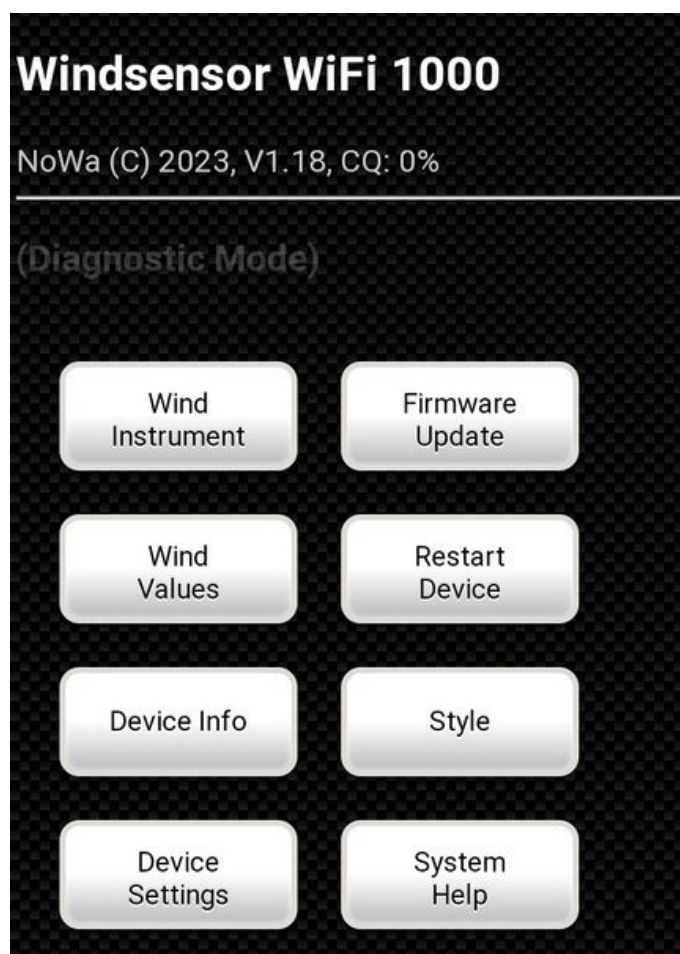 Windsensor WiFi 1000
NoWa (C) 2023, V1.18, CQ: 0%
(Diagnostic Mode)
Wind
Instrument
Firmware
Update
Wind
Values
Restart
Device
Device Info
Style
Device
Settings
System
Help